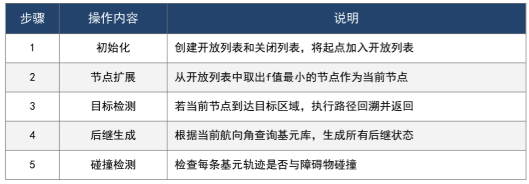 步骤 操作内容 说明
1 初始化 创建开放列表和关闭列表，将起点加入开放列表
2 节点扩展 从开放列表中取出f值最小的节点作为当前节点
3 目标检测 若当前节点到达目标区域，执行路径回溯并返回
4 后继生成 根据当前航向角查询基元库，生成所有后继状态
5 碰撞检测 检查每条基元轨迹是否与障碍物碰撞